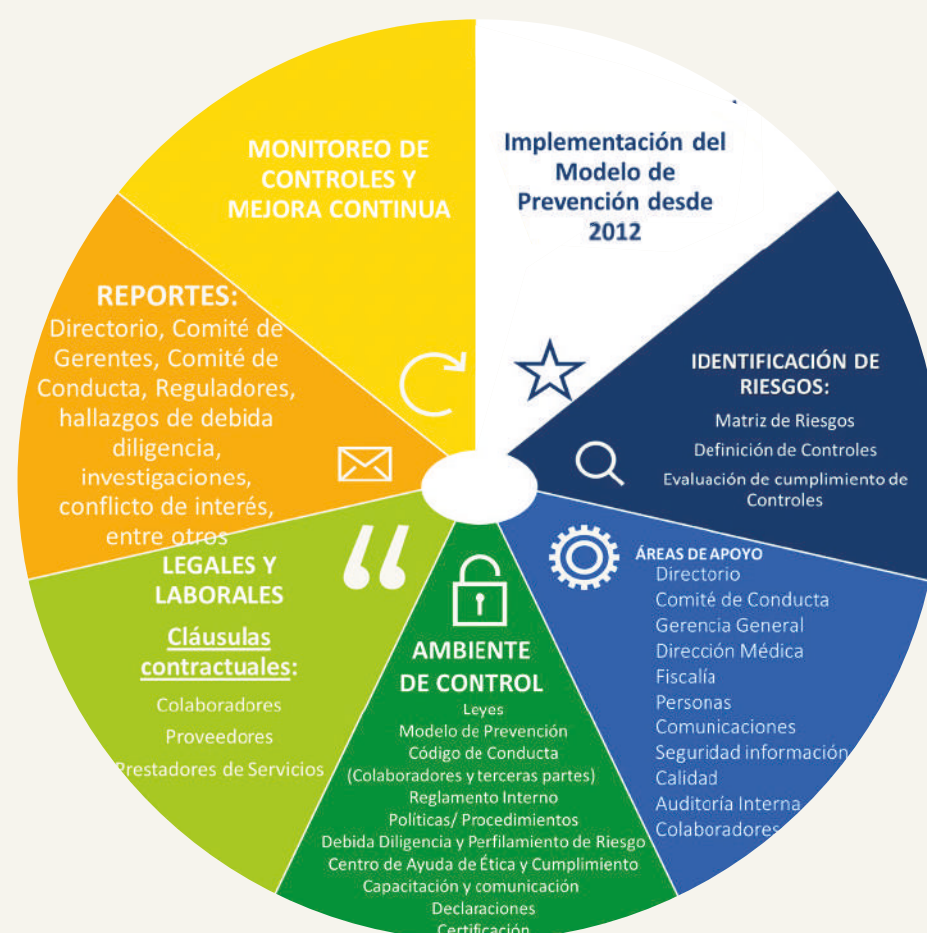 Implementación del
Modelo de
Prevención desde
2012
IDENTIFICACIÓN DE
RIESGOS:
Matriz de Riesgos
Definición de Controles
Evaluación de cumplimiento de
Controles
ÁREAS DE APOYO
Directorio
Comité de Conducta
Gerencia General
Dirección Médica
Fiscalía
Personas
Comunicaciones
Seguridad información
Calidad
Auditoría Interna
Colaboradores
AMBIENTE
DE CONTROL
Leyes
Modelo de Prevención
Código de Conducta
(Colaboradores y terceras partes)
Reglamento Interno
Políticas/ Procedimientos
Debida Diligencia y Perfilamiento de Riesgo
Centro de Ayuda de Ética y Cumplimiento
Capacitación y comunicación
Declaraciones
Certificación
LEGALES Y
LABORALES
Cláusulas
contractuales:
Colaboradores
Proveedores
Prestadores de Servicios
REPORTES:
Directorio, Comité de
Gerentes, Comité de
Conducta, Reguladores,
hallazgos de debida
diligencia,
investigaciones,
conflicto de interés,
entre otros
MONITOREO DE
CONTROLES Y
MEJORA CONTINUA